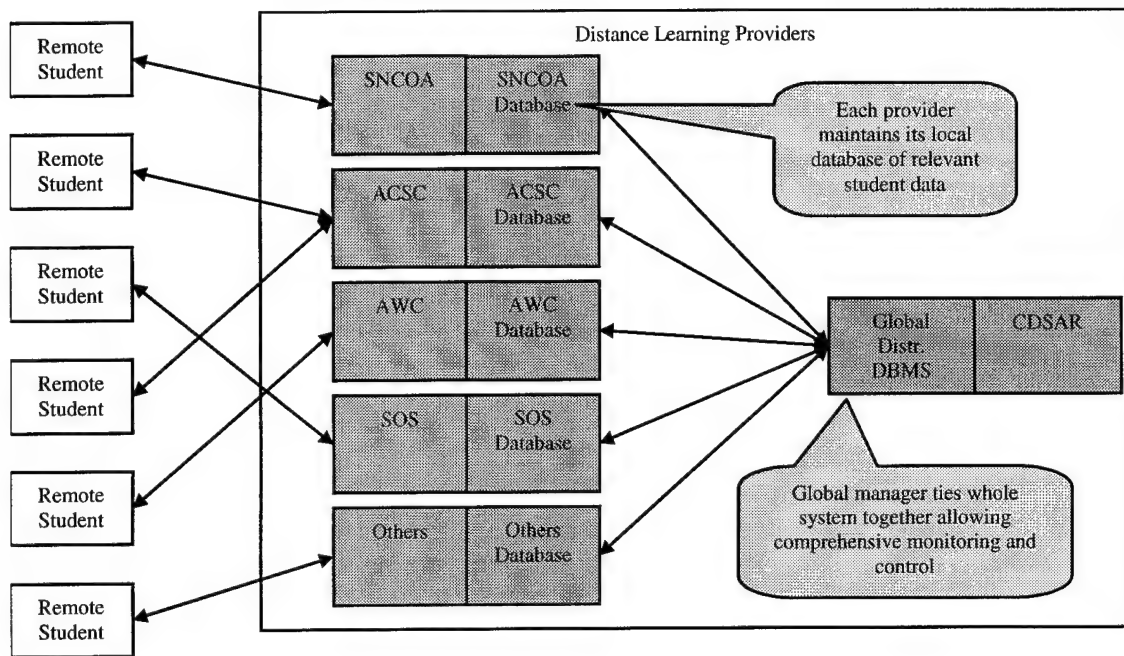 Distance Learning Providers
Remote
Student
Remote
Student
Remote
Student
Remote
Student
Remote
Student
Remote
Student
SNCOA
SNCOA
Database
ACSC
ACSC
Database
AWC
AWC
Database
SOS
SOS
Database
Others
Others
Database
Each provider
maintains its local
database of relevant
student data
Global
Distr.
DBMS
CDSAR
Global manager ties whole
system together allowing
comprehensive monitoring and
control